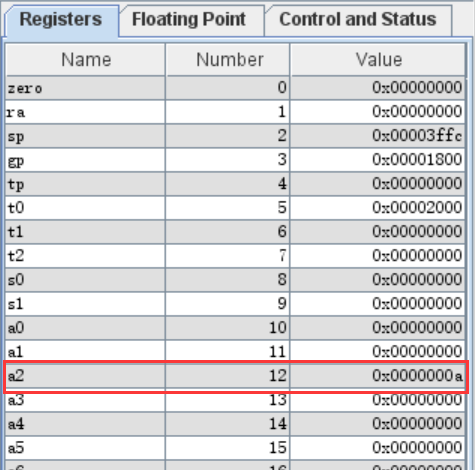 Registers Floating Point Control and Status
Name Number Value
zero 0 0x00000000
ra 1 0x00000000
sp 2 0x00003ffc
gp 3 0x00001800
tp 4 0x00000000
t0 5 0x00002000
t1 6 0x00000000
t2 7 0x00000000
s0 8 0x00000000
s1 9 0x00000000
a0 10 0x00000000
a1 11 0x00000000
a2 12 0x0000000a
a3 13 0x00000000
a4 14 0x00000000
a5 15 0x00000000